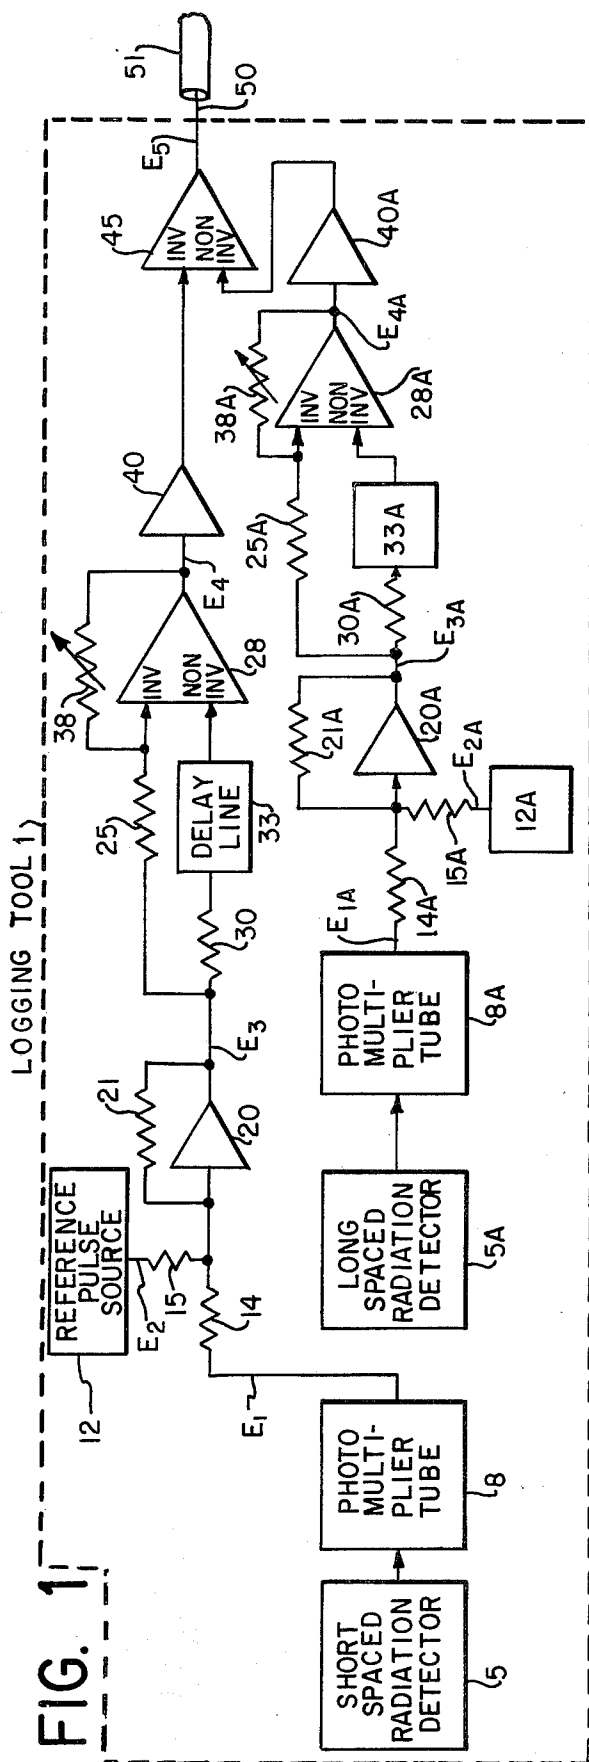 FIG. 1
LOGGING TOOL 1
REFERENCE
PULSE
SOURCE
12
E2
15
14
E1
21
20
E3
25
30
DELAY
LINE
33
38
INV
NON
INV
28
E4
40
45
INV
NON
INV
E5
50
51
SHORT
SPACED
RADIATION
DETECTOR
5
PHOTO
MULTI-
PLIER
TUBE
8
LONG
SPACED
RADIATION
DETECTOR
5A
PHOTO
MULTI-
PLIER
TUBE
8A
E1A
14A
15A
E2A
12A
21A
20A
E3A
25A
30A
33A
38A
INV
NON
INV
28A
E4A
40A